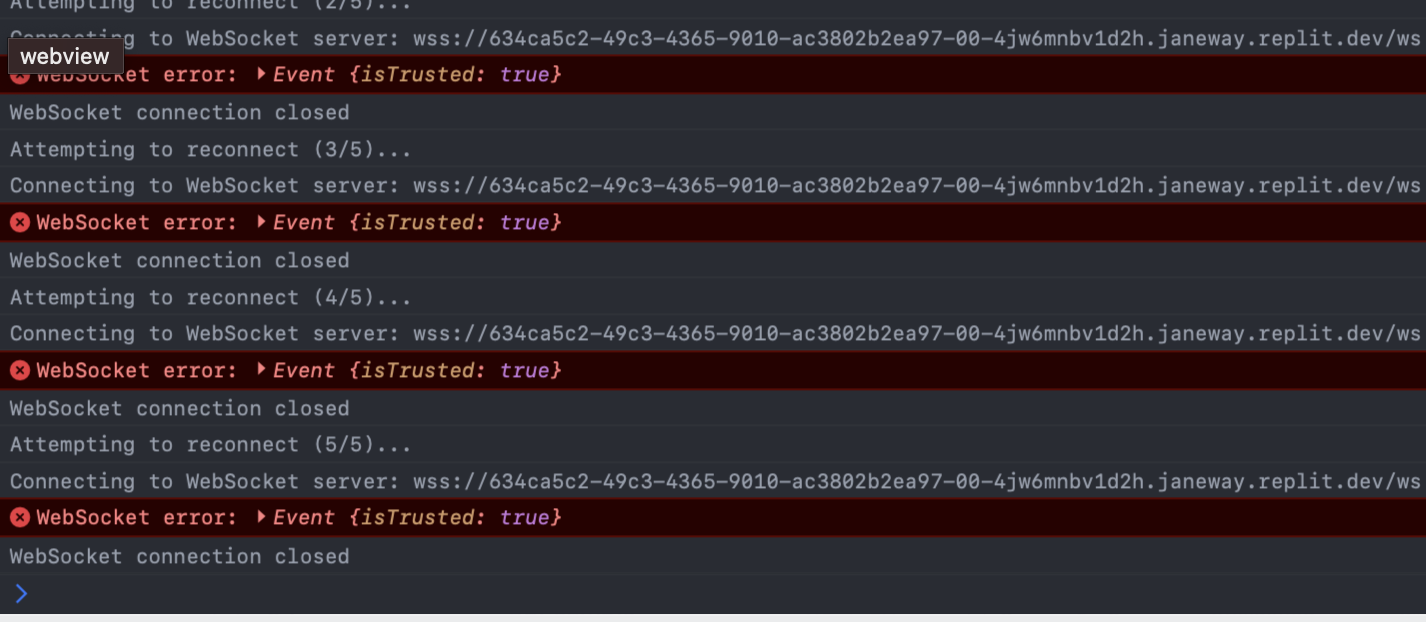 Attempting to reconnect (2/5)...
Connecting to WebSocket server: wss://634ca5c2-49c3-4365-9010-ac3802b2ea97-00-4jw6mnbv1d2h.janeway.replit.dev/ws
webview
WebSocket error: Event {isTrusted: true}
WebSocket connection closed
Attempting to reconnect (3/5)...
Connecting to WebSocket server: wss://634ca5c2-49c3-4365-9010-ac3802b2ea97-00-4jw6mnbv1d2h.janeway.replit.dev/ws
WebSocket error: Event {isTrusted: true}
WebSocket connection closed
Attempting to reconnect (4/5)...
Connecting to WebSocket server: wss://634ca5c2-49c3-4365-9010-ac3802b2ea97-00-4jw6mnbv1d2h.janeway.replit.dev/ws
WebSocket error: Event {isTrusted: true}
WebSocket connection closed
Attempting to reconnect (5/5)...
Connecting to WebSocket server: wss://634ca5c2-49c3-4365-9010-ac3802b2ea97-00-4jw6mnbv1d2h.janeway.replit.dev/ws
WebSocket error: Event {isTrusted: true}
WebSocket connection closed